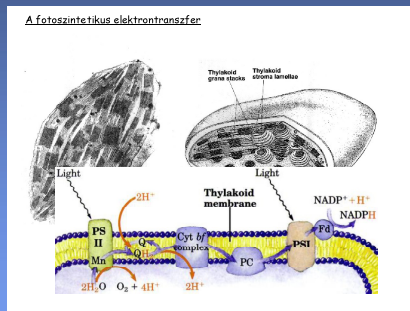 A fotoszintetikus elektrontranszfer
Thylakoid
grana stacks
Thylakoid
stroma lamellae
Light
Light
2H⁺
Thylakoid
membrane
NADP⁺ + H⁺
NADPH
Fd
PS
II
Q
Cyt bf
complex
PSI
QH
Mn
PC
2H₂O
O₂ + 4H⁺
2H⁺